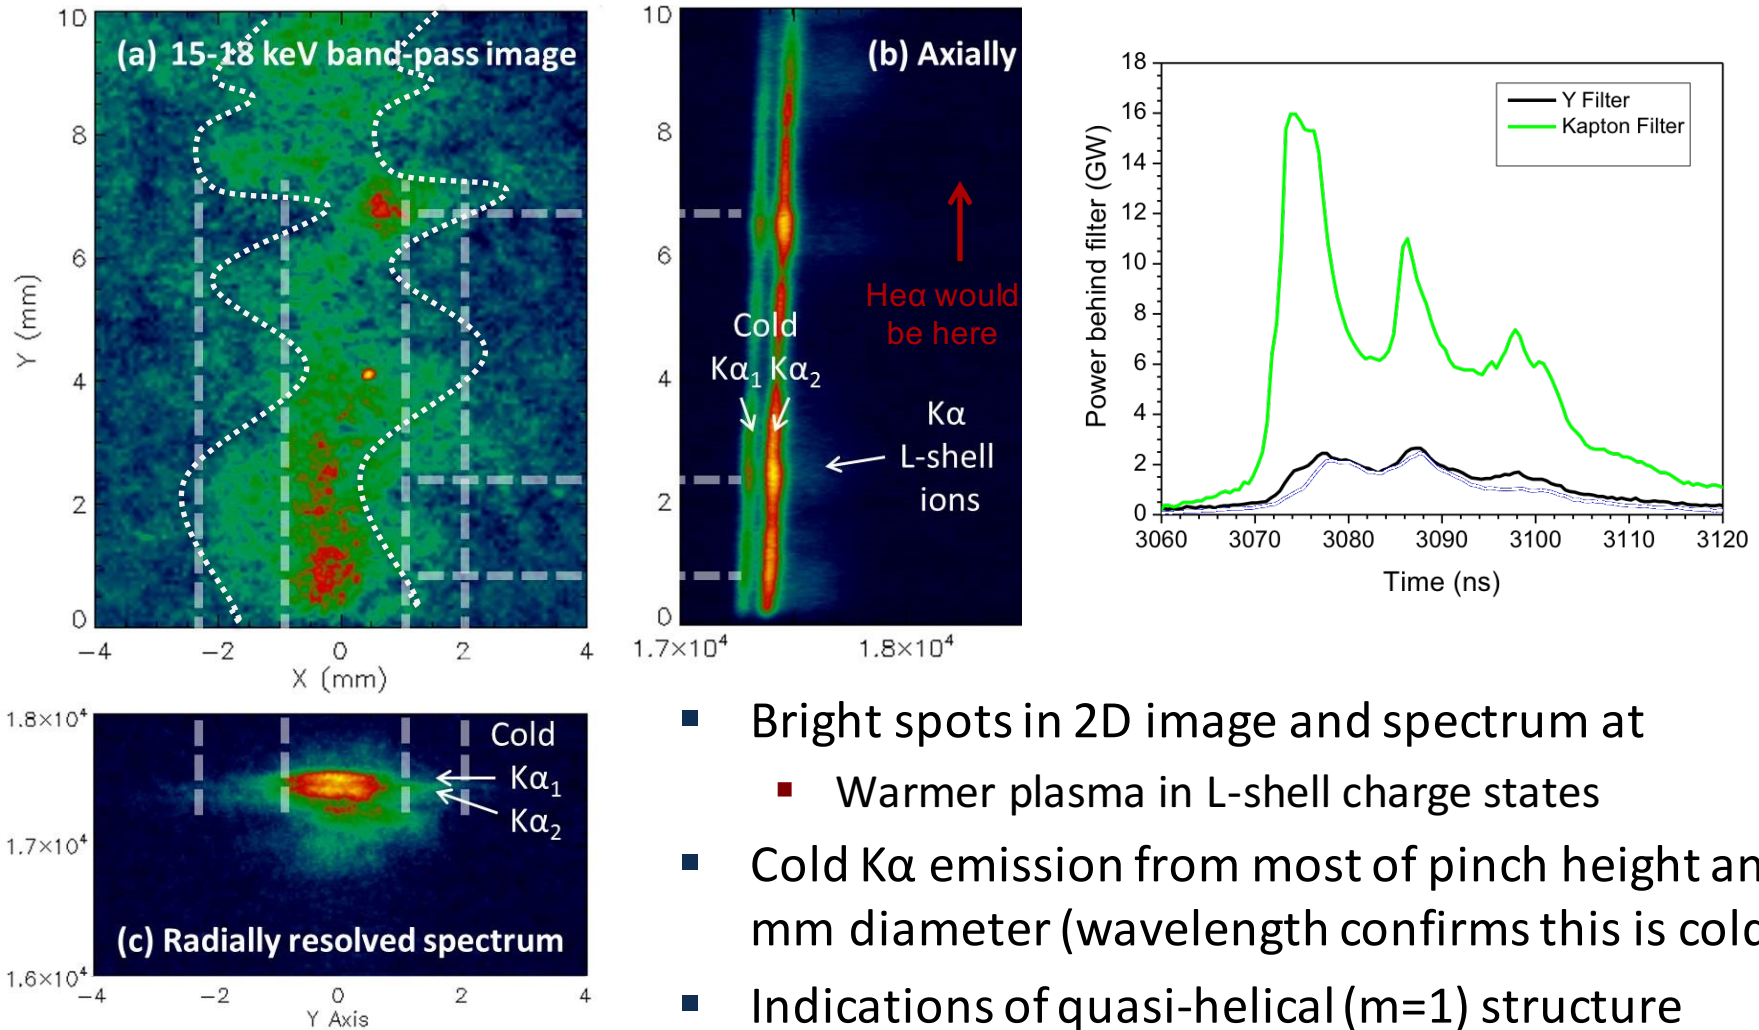 10
8
6
4
2
0
Y (mm)
(a) 15-18 keV band-pass image
−4
−2
0
2
4
X (mm)
10
8
6
4
2
0
(b) Axially
Heα would
be here
Cold
Kα1 Kα2
Kα
L-shell
ions
1.7×10⁴
1.8×10⁴
18
16
14
12
10
8
6
4
2
0
Power behind filter (GW)
Y Filter
Kapton Filter
3060
3070
3080
3090
3100
3110
3120
Time (ns)
1.8×10⁴
1.7×10⁴
1.6×10⁴
Cold
Kα1
Kα2
(c) Radially resolved spectrum
−4
−2
0
2
4
Y Axis
▪ Bright spots in 2D image and spectrum at
▪ Warmer plasma in L-shell charge states
▪ Cold Kα emission from most of pinch height an
mm diameter (wavelength confirms this is cold
▪ Indications of quasi-helical (m=1) structure